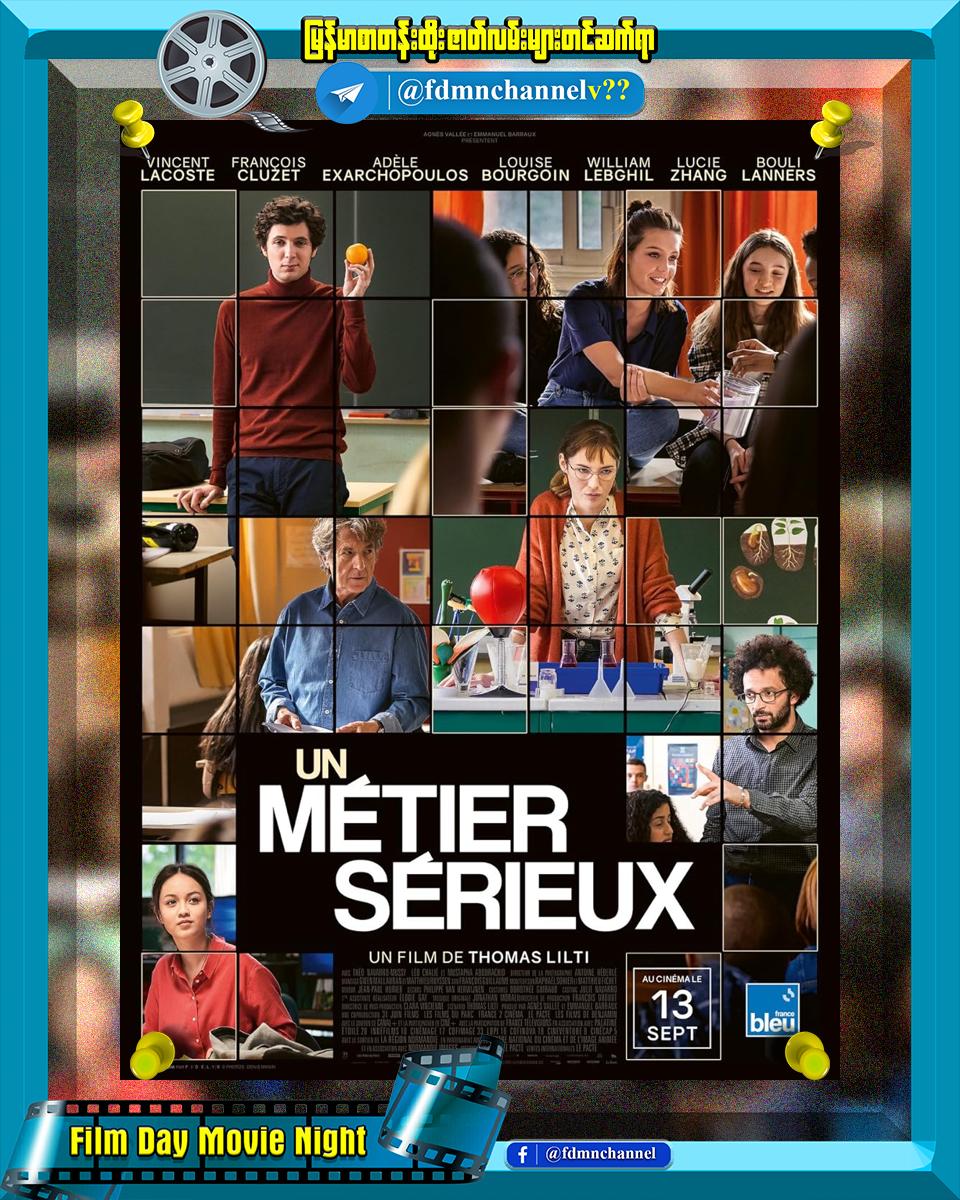 မြန်မာစာတန်းထိုးဇာတ်လမ်းများတင်ဆက်ရာ
@fdmnchannelv??
AGNÈS VALLÉE ET EMMANUEL BARRAUX
PRÉSENTENT
VINCENT LACOSTE
FRANÇOIS CLUZET
ADÈLE EXARCHOPOULOS
LOUISE BOURGOIN
WILLIAM LEBGHIL
LUCIE ZHANG
BOULI LANNERS
UN
MÉTIER
SÉRIEUX
UN FILM DE THOMAS LILTI
AU CINÉMA LE
13
SEPT
france
bleu
Film Day Movie Night
@fdmnchannel